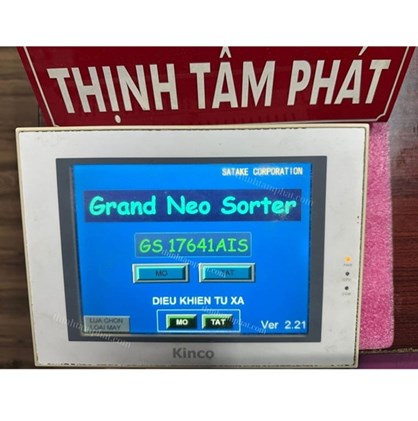 THỊNH TÂM PHÁT
SATAKE CORPORATION
Grand Neo Sorter
GS 17641AIS
MO TAT
DIEU KHIEN TU XA
LUA CHON
LOAI MAY
MO TAT
Ver 2.21
Kinco